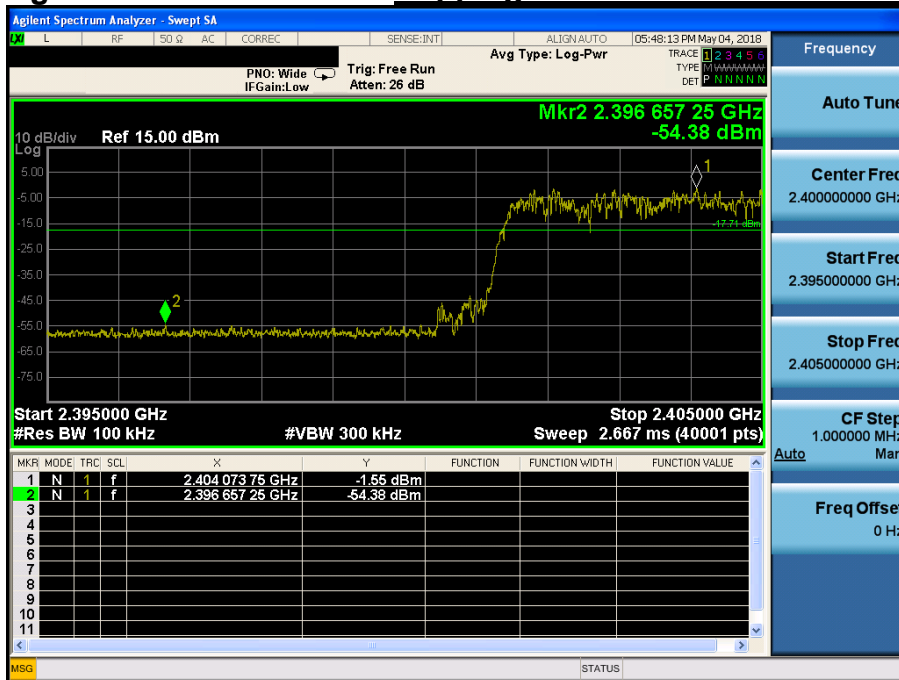 Agilent Spectrum Analyzer - Swept SA
LXI L RF 50 Ω AC CORREC SENSE:INT ALIGN AUTO 05:48:13 PM May 04, 2018
Avg Type: Log-Pwr
TRACE 1 2 3 4 5 6
PNO: Wide Trig: Free Run
TYPE M WWWWW
IFGain:Low Atten: 26 dB
DET P N N N N N
Mkr2 2.396 657 25 GHz
-54.38 dBm
10 dB/div Ref 15.00 dBm
Log
5.00
-5.00
-15.0
-25.0
-35.0
-45.0
-55.0
-65.0
-75.0
1
-17.71 dBm
2
Start 2.395000 GHz Stop 2.405000 GHz
#Res BW 100 kHz #VBW 300 kHz Sweep 2.667 ms (40001 pts)
MKR MODE TRC SCL X Y FUNCTION FUNCTION WIDTH FUNCTION VALUE
1 N 1 f 2.404 073 75 GHz -1.55 dBm
2 N 1 f 2.396 657 25 GHz -54.38 dBm
3
4
5
6
7
8
9
10
11
MSG STATUS
Frequency
Auto Tune
Center Freq
2.400000000 GHz
Start Freq
2.395000000 GHz
Stop Freq
2.405000000 GHz
CF Step
1.000000 MHz
Auto Man
Freq Offset
0 Hz